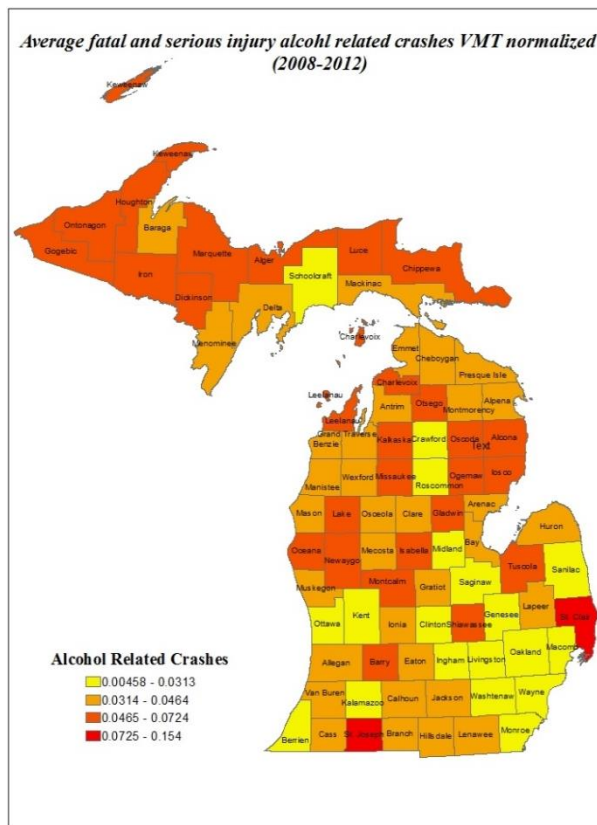 Average fatal and serious injury alcohl related crashes VMT normalized
(2008-2012)
Keweenaw
Keweenaw
Houghton
Ontonagon
Baraga
Gogebic
Marquette
Alger
Luce
Iron
Schoolcraft
Chippewa
Mackinac
Dickinson
Delta
Menominee
Charlevoix
Emmet
Cheboygan
Presque Isle
Charlevoix
Leelanau
Antrim
Otsego
Montmorency
Alpena
Leelanau
Grand Traverse
Benzie
Kalkaska
Crawford
Oscoda
Alcona
Text
Manistee
Wexford
Missaukee
Roscommon
Ogemaw
Iosco
Mason
Lake
Osceola
Clare
Gladwin
Arenac
Huron
Oceana
Newaygo
Mecosta
Isabella
Midland
Bay
Sanilac
Tuscola
Muskegon
Montcalm
Gratiot
Saginaw
Lapeer
St. Clair
Ottawa
Kent
Ionia
Clinton
Shiawassee
Genesee
Macomb
Oakland
Allegan
Barry
Eaton
Ingham
Livingston
Van Buren
Kalamazoo
Calhoun
Jackson
Washtenaw
Wayne
Berrien
Cass
St. Joseph
Branch
Hillsdale
Lenawee
Monroe
Alcohol Related Crashes
0.00458 - 0.0313
0.0314 - 0.0464
0.0465 - 0.0724
0.0725 - 0.154